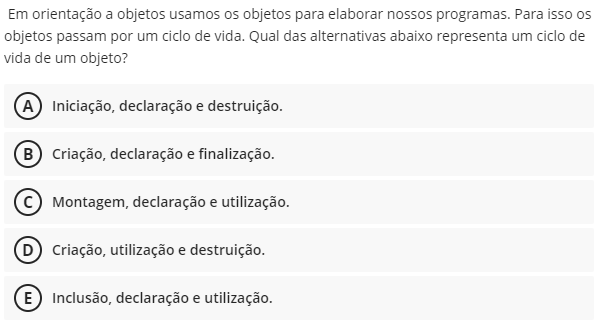 Em orientação a objetos usamos os objetos para elaborar nossos programas. Para isso os
objetos passam por um ciclo de vida. Qual das alternativas abaixo representa um ciclo de
vida de um objeto?
A Iniciação, declaração e destruição.
B Criação, declaração e finalização.
C Montagem, declaração e utilização.
D Criação, utilização e destruição.
E Inclusão, declaração e utilização.